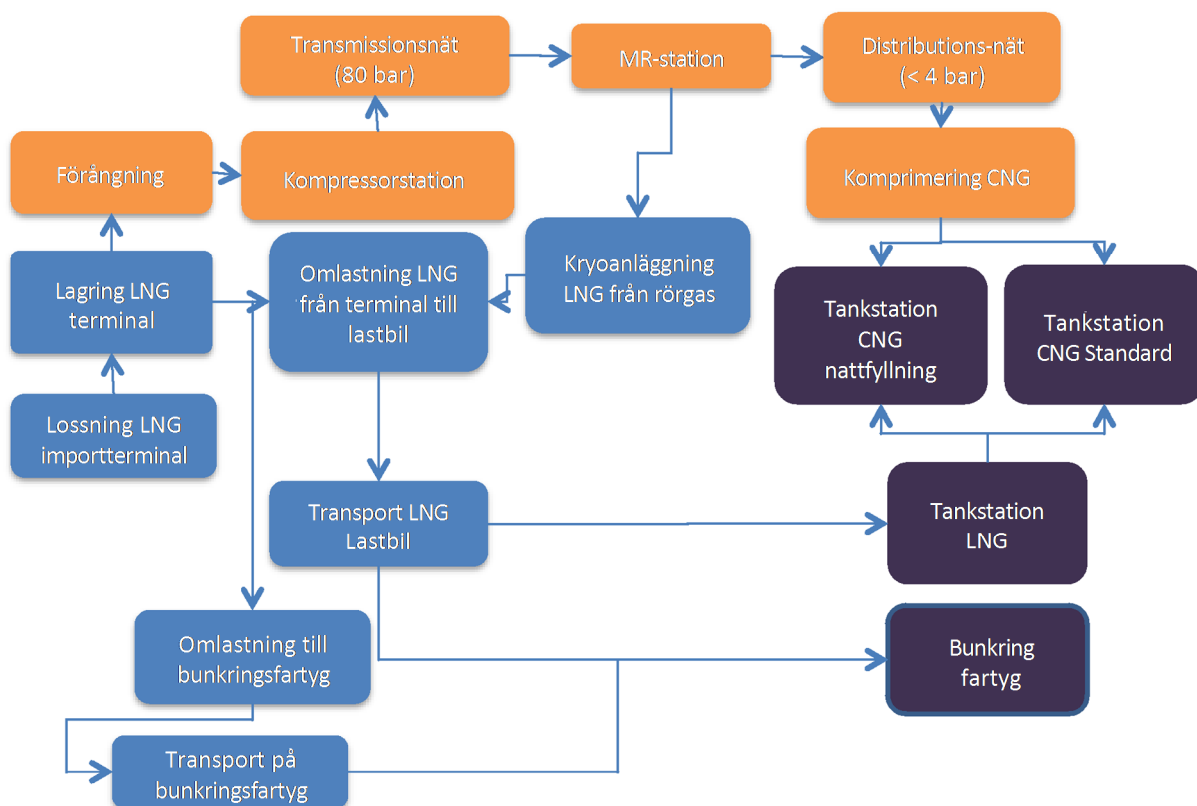 Transmissionsnät
(80 bar)
MR-station
Distributions-nät
(< 4 bar)
Förångning
Kompressorstation
Komprimering CNG
Lagring LNG
terminal
Omlastning LNG
från terminal till
lastbil
Kryoanläggning
LNG från rörgas
Tankstation
CNG
nattfyllning
Tankstation
CNG Standard
Lossning LNG
importterminal
Transport LNG
Lastbil
Tankstation
LNG
Omlastning till
bunkringsfartyg
Bunkring
fartyg
Transport på
bunkringsfartyg